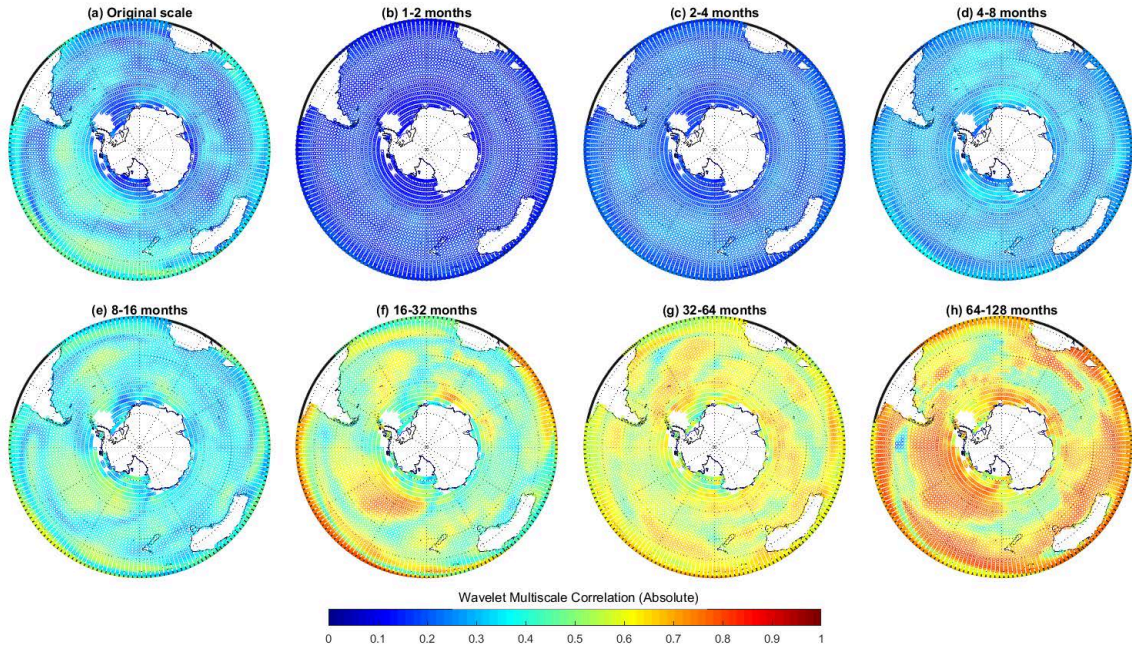 (a) Original scale
(b) 1-2 months
(c) 2-4 months
(d) 4-8 months
(e) 8-16 months
(f) 16-32 months
(g) 32-64 months
(h) 64-128 months
Wavelet Multiscale Correlation (Absolute)
0 0.1 0.2 0.3 0.4 0.5 0.6 0.7 0.8 0.9 1